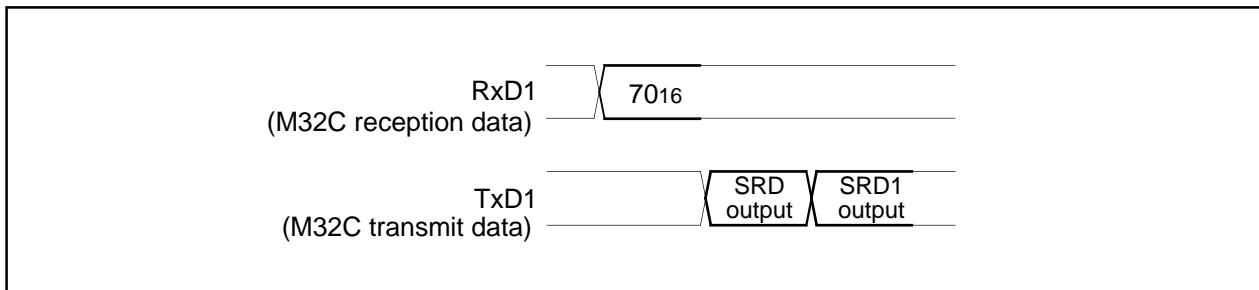 RxD1
(M32C reception data)
7016
TxD1
(M32C transmit data)
SRD
output
SRD1
output